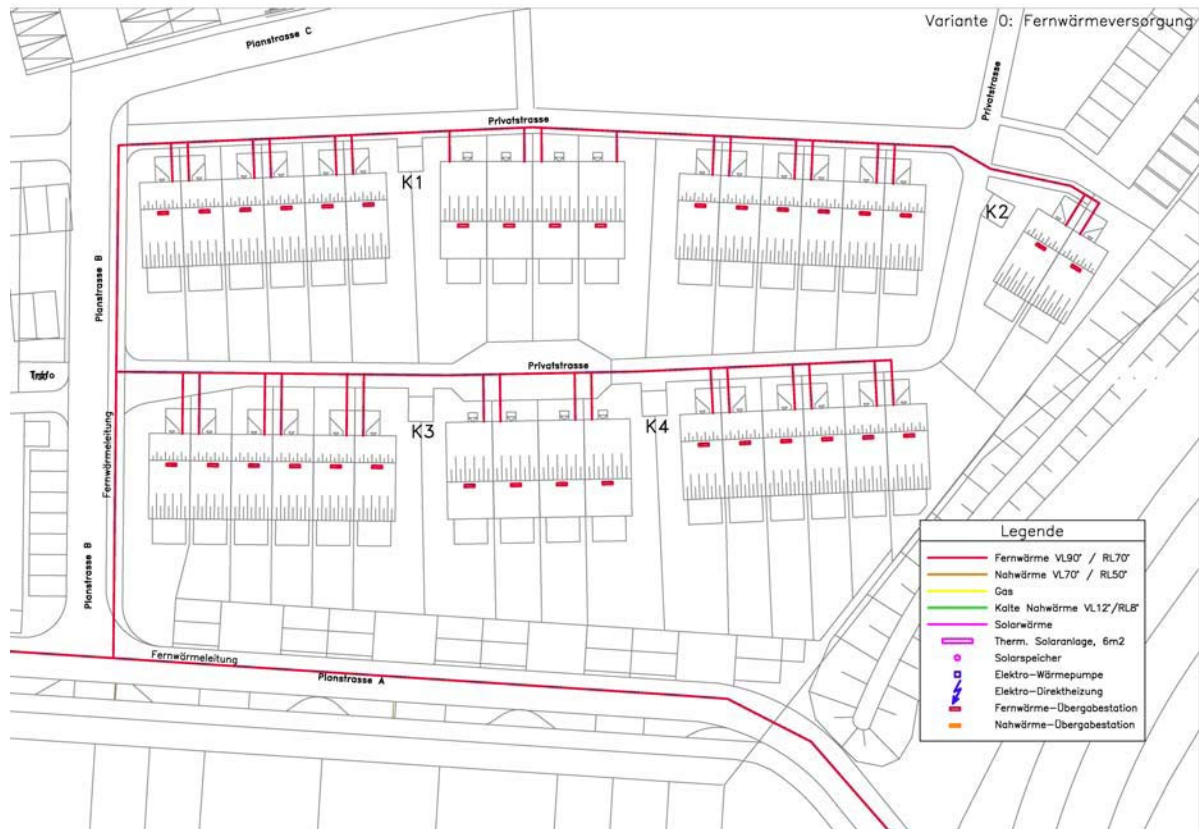 Variante 0: Fernwärmeversorgung
Planstrasse C
Privatstrasse
Privatstrasse
K1
K2
Planstrasse B
Privatstrasse
K3
K4
Fernwärmeleitung
Planstrasse B
Fernwärmeleitung
Planstrasse A
Legende
Fernwärme VL90° / RL70°
Nahwärme VL70° / RL50°
Gas
Kalte Nahwärme VL12°/RL8°
Solarwärme
Therm. Solaranlage, 6m2
Solarspeicher
Elektro-Wärmepumpe
Elektro-Direktheizung
Fernwärme-Übergabestation
Nahwärme-Übergabestation